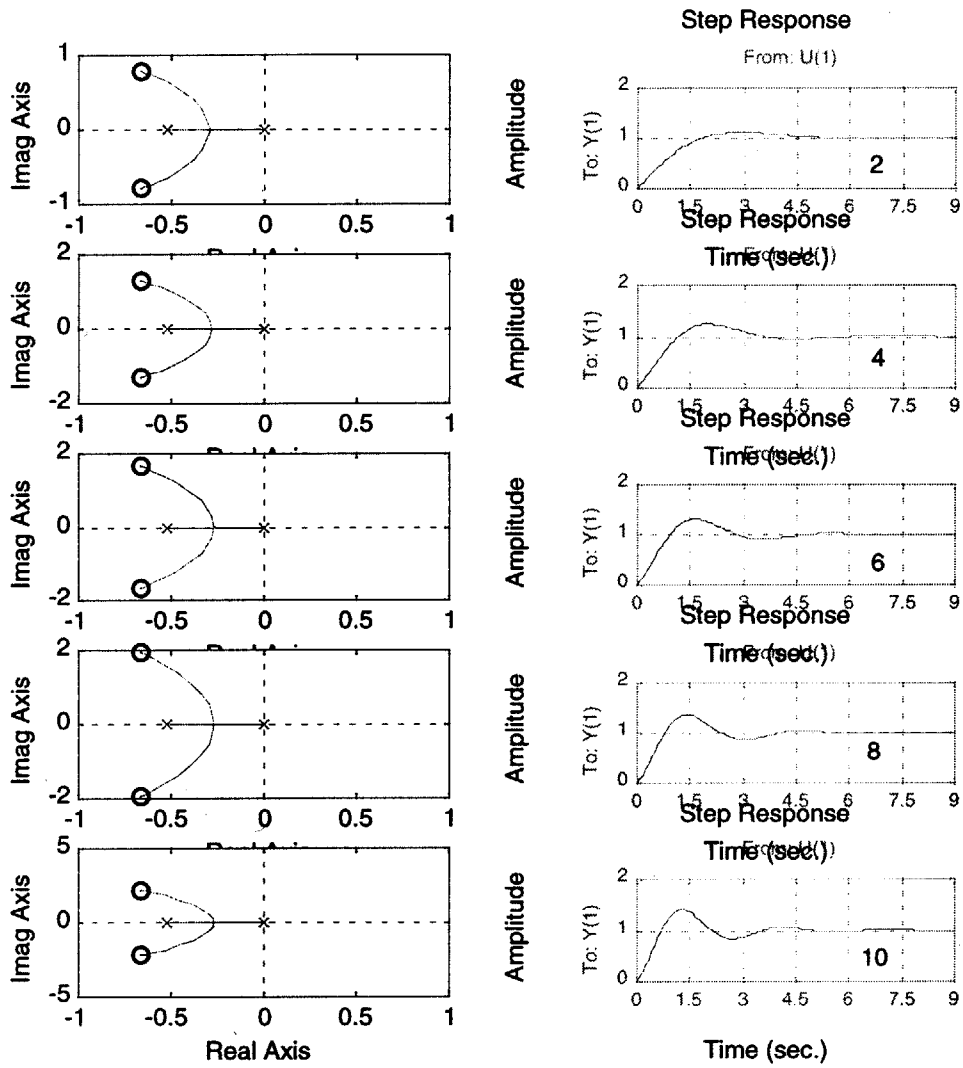 Step Response
From: U(1)
Imag Axis
1
0
-1
-1 -0.5 0 0.5 1
Amplitude
To: Y(1)
2
1
0
2
0 1.5 3 4.5 6 7.5 9
Step Response
Time (sec.)
Imag Axis
2
0
-2
-1 -0.5 0 0.5 1
Amplitude
To: Y(1)
2
1
0
4
0 1.5 3 4.5 6 7.5 9
Step Response
Time (sec.)
Imag Axis
2
0
-2
-1 -0.5 0 0.5 1
Amplitude
To: Y(1)
2
1
0
6
0 1.5 3 4.5 6 7.5 9
Step Response
Time (sec.)
Imag Axis
2
0
-2
-1 -0.5 0 0.5 1
Amplitude
To: Y(1)
2
1
0
8
0 1.5 3 4.5 6 7.5 9
Step Response
Time (sec.)
Imag Axis
5
0
-5
-1 -0.5 0 0.5 1
Real Axis
Amplitude
To: Y(1)
2
1
0
10
0 1.5 3 4.5 6 7.5 9
Time (sec.)